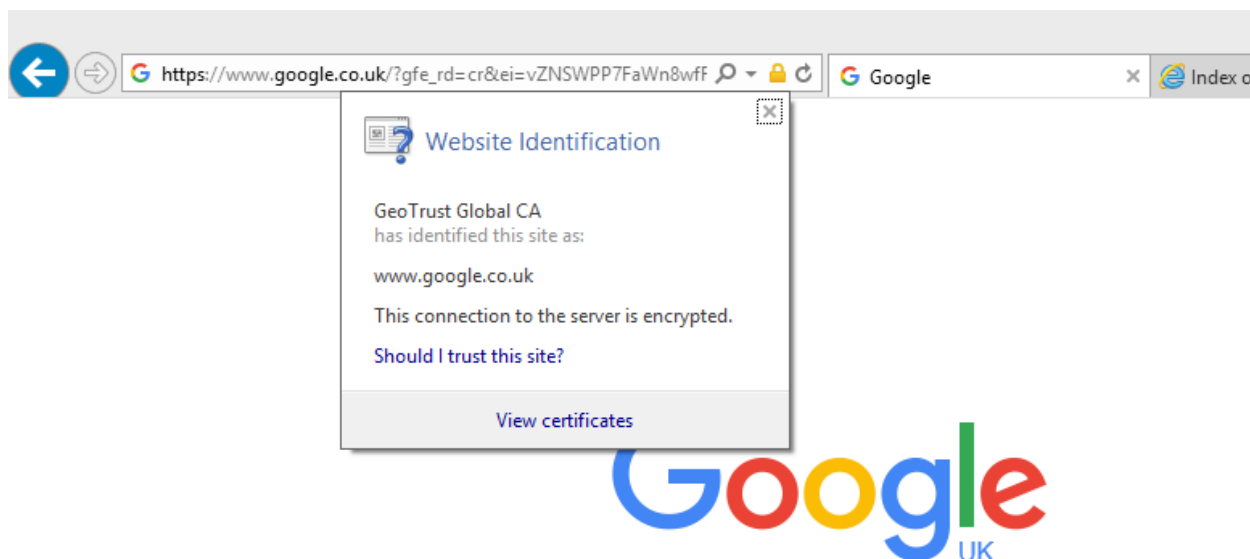 https://www.google.co.uk/?gfe_rd=cr&ei=vZNSWPP7FaWn8wfF
Google
Index o
Website Identification
GeoTrust Global CA
has identified this site as:
www.google.co.uk
This connection to the server is encrypted.
Should I trust this site?
View certificates
Google
UK